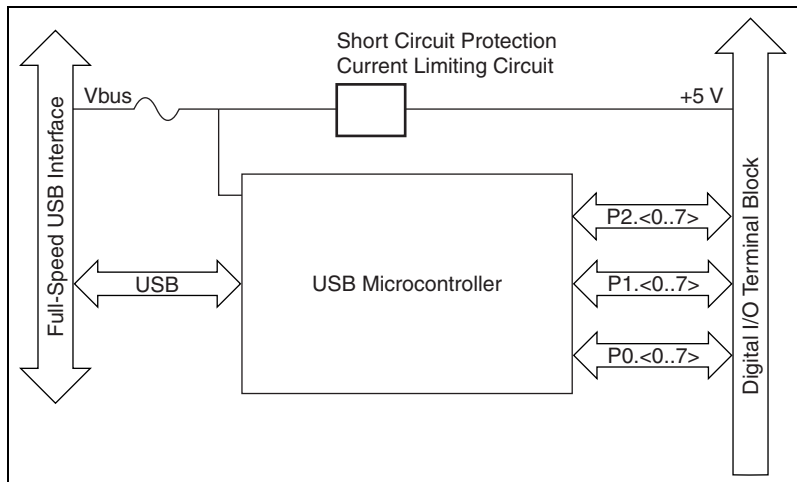 Short Circuit Protection
Current Limiting Circuit
Vbus
+5 V
Full-Speed USB Interface
USB
USB Microcontroller
P2.<0..7>
P1.<0..7>
P0.<0..7>
Digital I/O Terminal Block